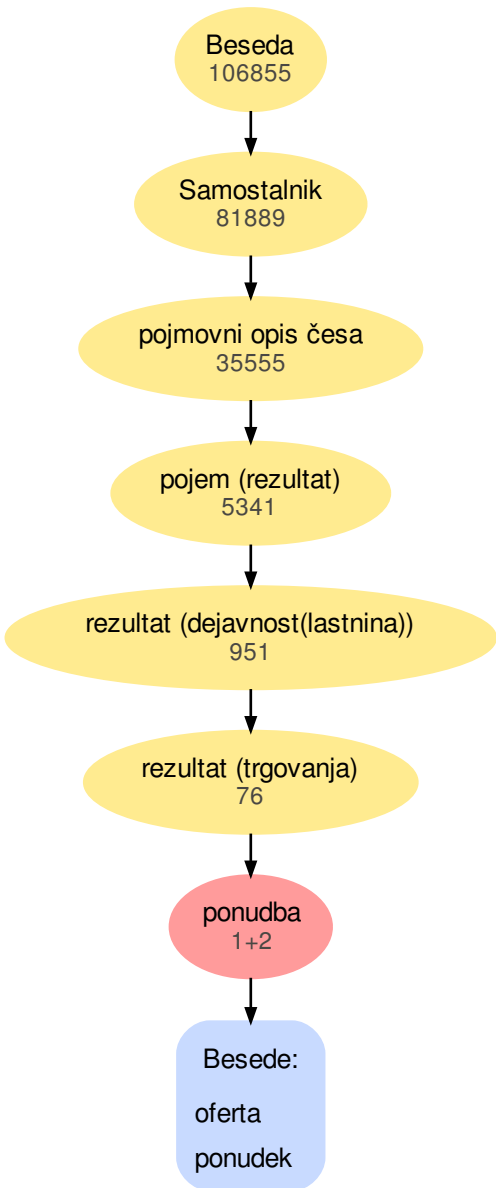 Beseda
106855
Samostalnik
81889
pojmovni opis česa
35555
pojem (rezultat)
5341
rezultat (dejavnost(lastnina))
951
rezultat (trgovanja)
76
ponudba
1+2
Besede:
oferta
ponudek